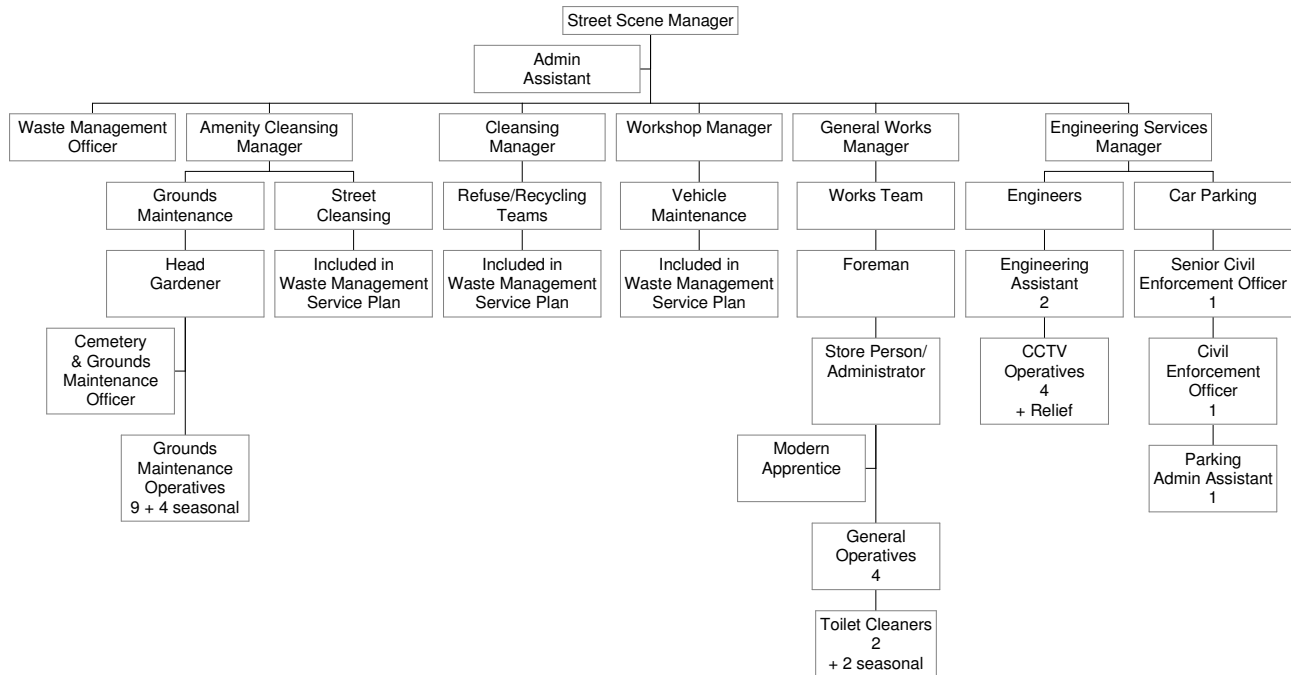 Street Scene Manager
Admin
Assistant
Waste Management
Officer
Amenity Cleansing
Manager
Cleansing
Manager
Workshop Manager
General Works
Manager
Engineering Services
Manager
Grounds
Maintenance
Street
Cleansing
Refuse/Recycling
Teams
Vehicle
Maintenance
Works Team
Engineers
Car Parking
Head
Gardener
Included in
Waste Management
Service Plan
Included in
Waste Management
Service Plan
Included in
Waste Management
Service Plan
Foreman
Engineering
Assistant
2
Senior Civil
Enforcement Officer
1
Cemetery
& Grounds
Maintenance
Officer
Store Person/
Administrator
CCTV
Operatives
4
+ Relief
Civil
Enforcement
Officer
1
Grounds
Maintenance
Operatives
9 + 4 seasonal
Modern
Apprentice
Parking
Admin Assistant
1
General
Operatives
4
Toilet Cleaners
2
+ 2 seasonal